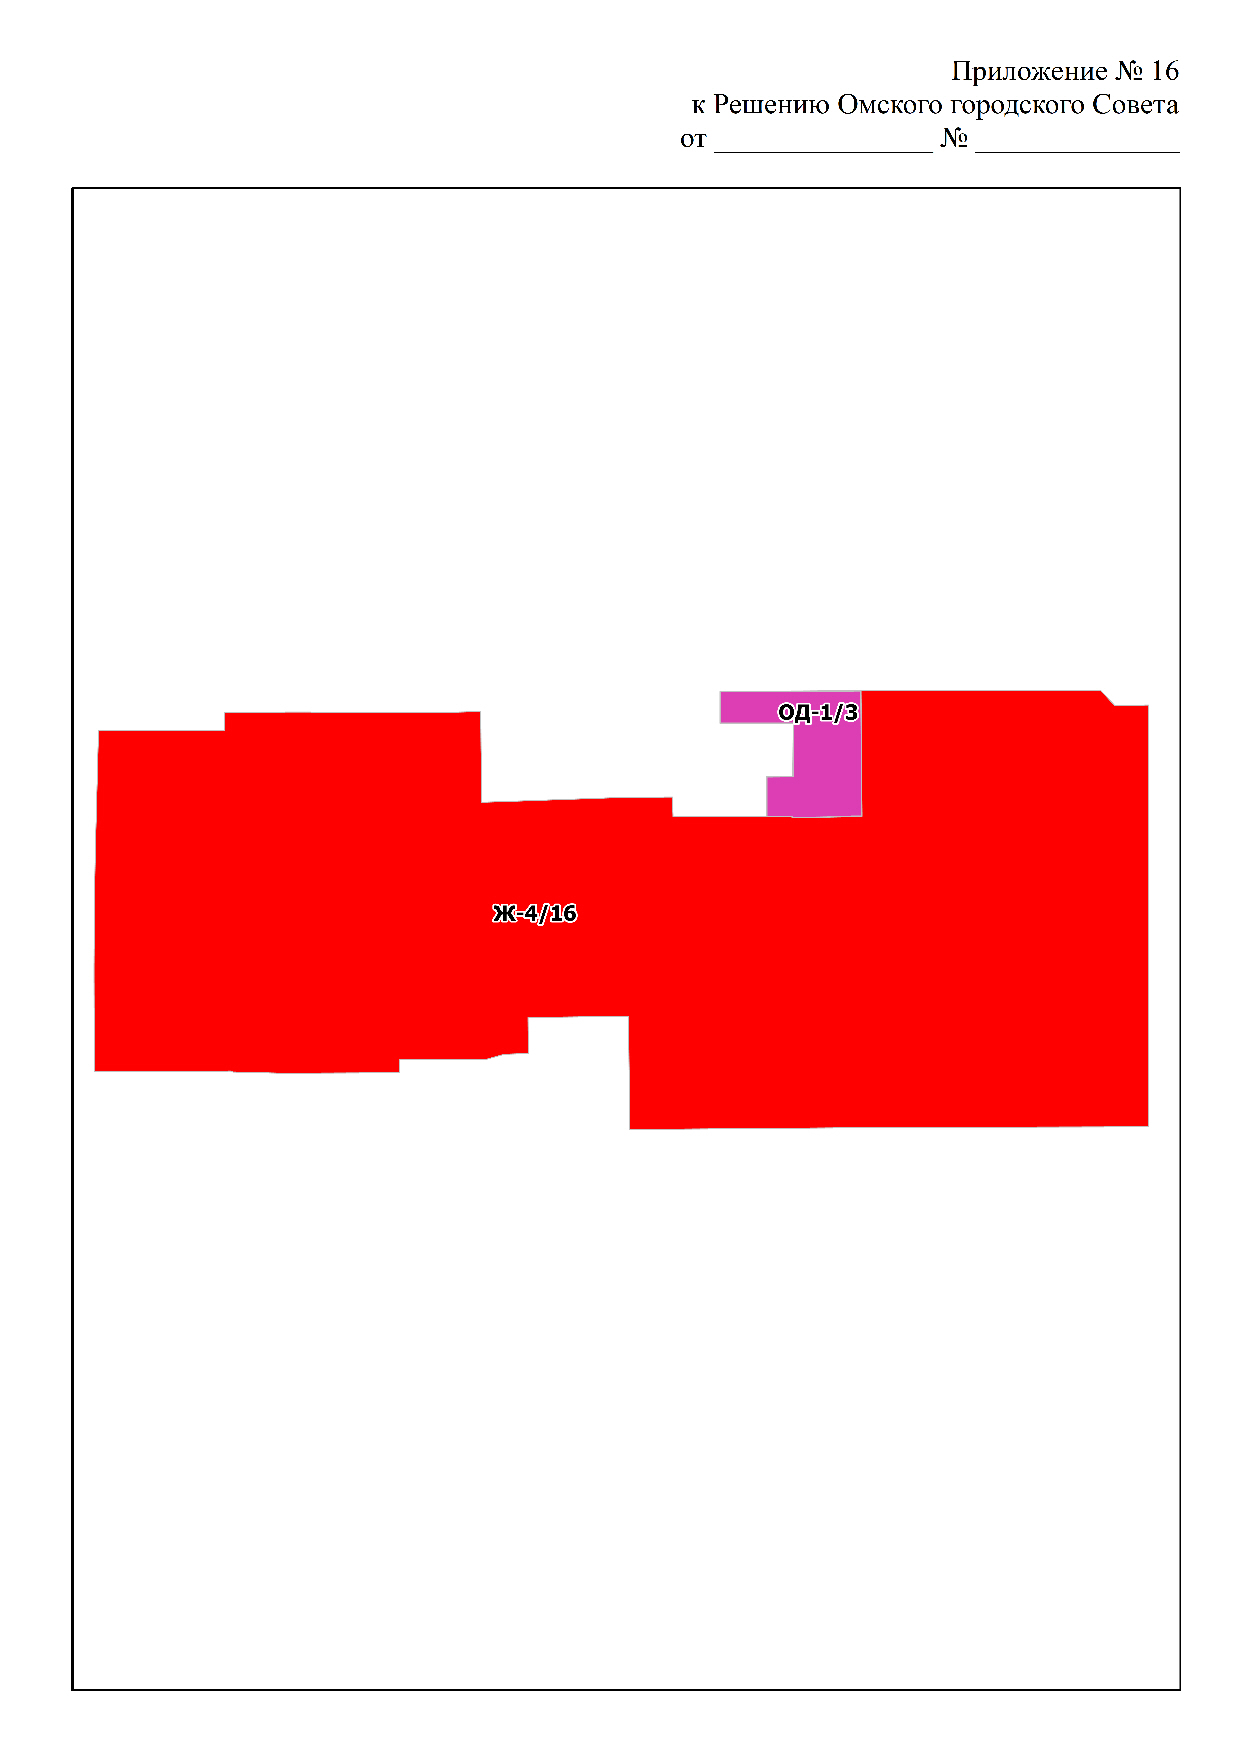 Приложение № 16
к Решению Омского городского Совета
от ________________ № _______________
ОД-1/3
Ж-4/16